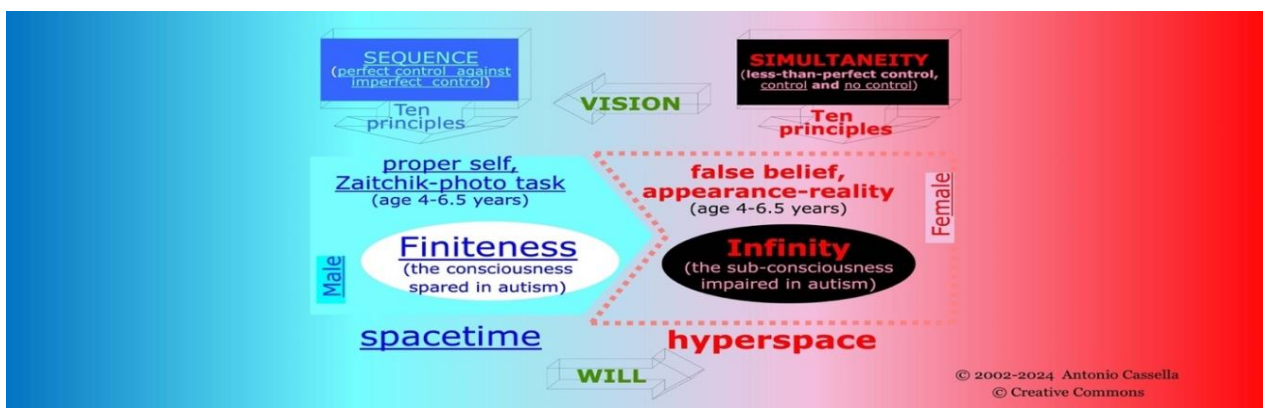 SEQUENCE
(perfect control against
imperfect control)
Ten
principles
VISION
SIMULTANEITY
(less-than-perfect control,
control and no control)
Ten
principles
proper self,
Zaitchik-photo task
(age 4-6.5 years)
Finiteness
(the consciousness
spared in autism)
Male
spacetime
false belief,
appearance-reality
(age 4-6.5 years)
Infinity
(the sub-consciousness
impaired in autism)
Female
hyperspace
WILL
© 2002-2024 Antonio Cassella
© Creative Commons